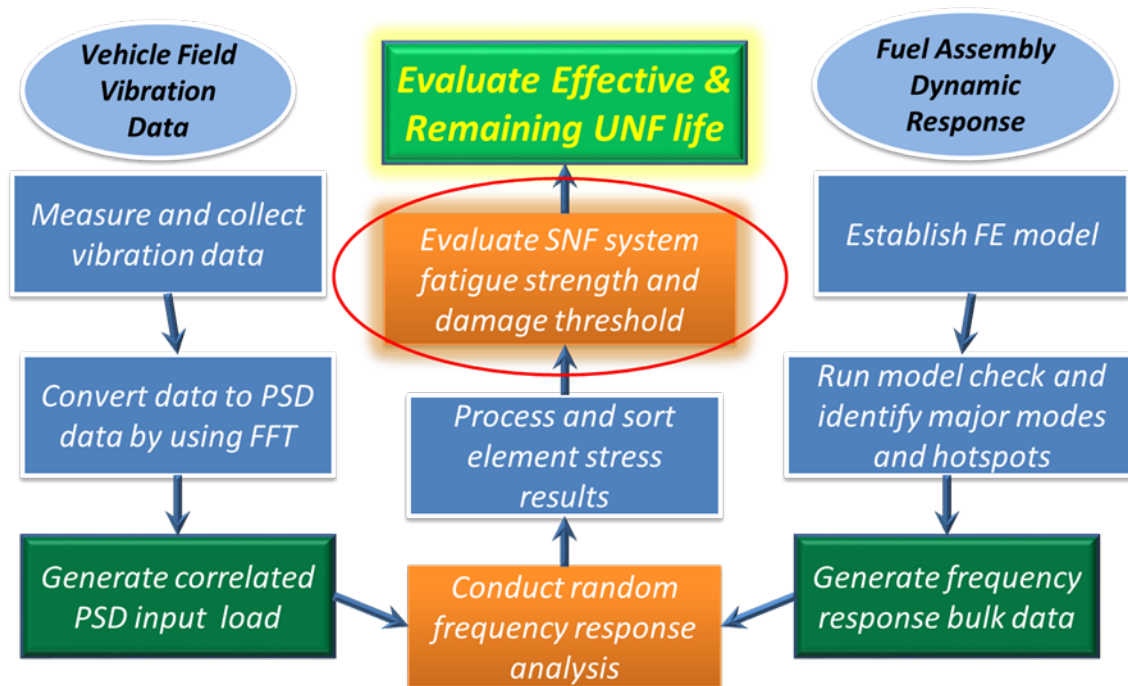 Vehicle Field
Vibration
Data
Measure and collect
vibration data
Convert data to PSD
data by using FFT
Generate correlated
PSD input load
Evaluate Effective &
Remaining UNF life
Evaluate SNF system
fatigue strength and
damage threshold
Process and sort
element stress
results
Conduct random
frequency response
analysis
Fuel Assembly
Dynamic
Response
Establish FE model
Run model check and
identify major modes
and hotspots
Generate frequency
response bulk data